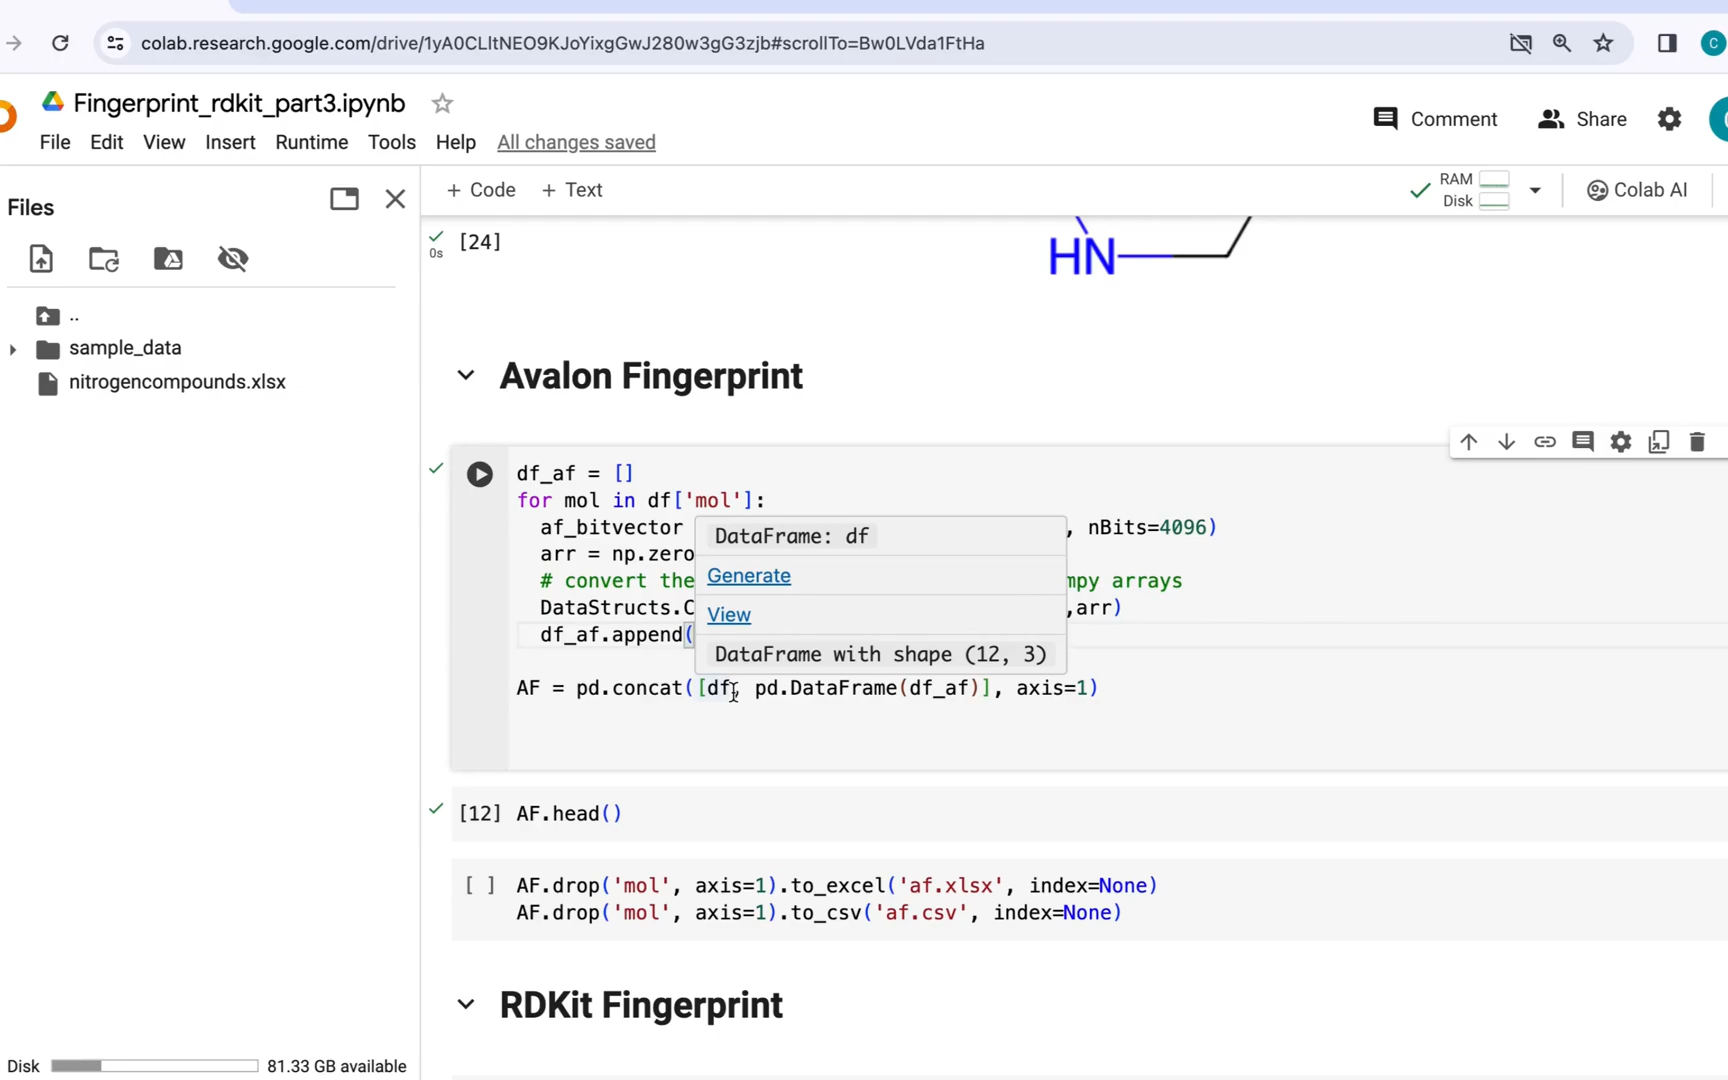 colab.research.google.com/drive/1yA0CLltNEO9KJoYixgGwJ280w3gG3zjb#scrollTo=Bw0LVda1FtHa
C
Fingerprint_rdkit_part3.ipynb
Comment
Share
File Edit View Insert Runtime Tools Help All changes saved
Files
+ Code + Text
RAM
Disk
Colab AI
0s
[24]
HN
..
sample_data
nitrogencompounds.xlsx
Avalon Fingerprint
df_af = []
for mol in df['mol']:
af_bitvector , nBits=4096)
arr = np.zero
# convert the mpy arrays
DataStructs.C ,arr)
df_af.append(
DataFrame: df
Generate
View
DataFrame with shape (12, 3)
AF = pd.concat([df, pd.DataFrame(df_af)], axis=1)
[12] AF.head()
[ ] AF.drop('mol', axis=1).to_excel('af.xlsx', index=None)
AF.drop('mol', axis=1).to_csv('af.csv', index=None)
RDKit Fingerprint
Disk 81.33 GB available